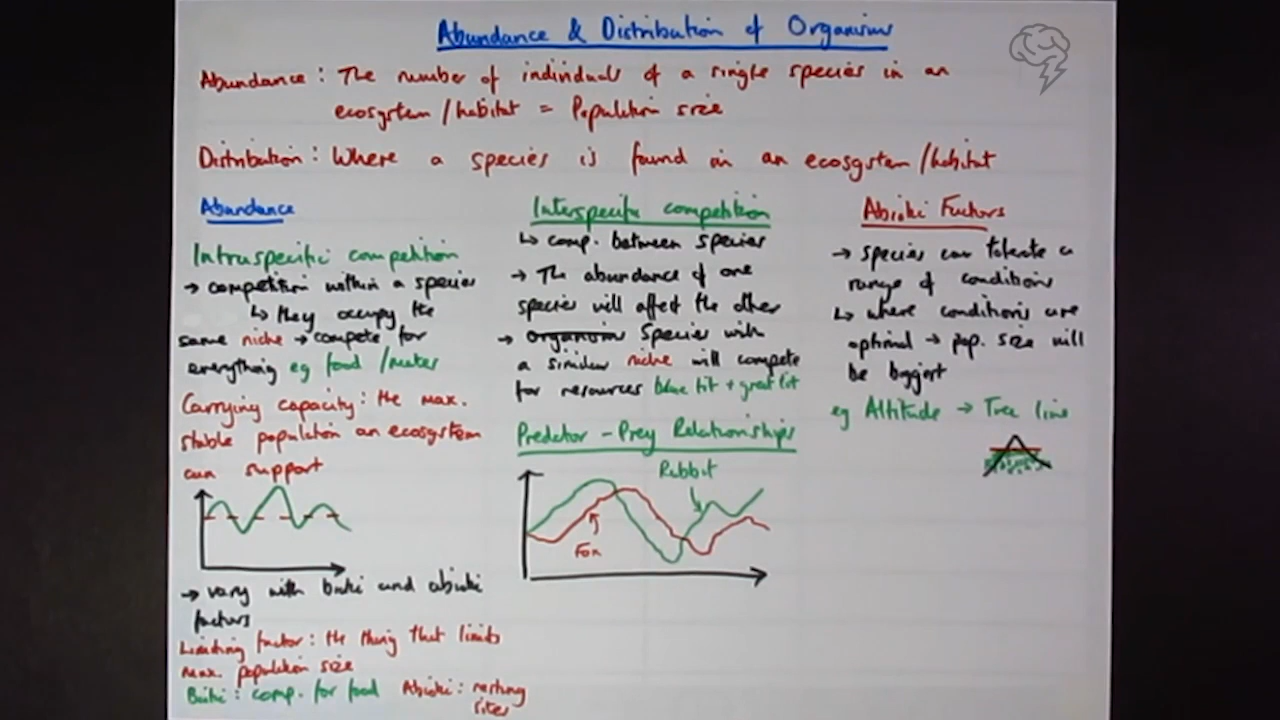 Abundance & Distribution of Organisms
Abundance: The number of individuals of a single species in an
ecosystem/habitat = Population size
Distribution: Where a species is found in an ecosystem/habitat
Abundance
Intraspecific competition
→ competition within a species
↳ they occupy the
same niche → compete for
everything eg food/mates
Carrying capacity: the max.
stable population an ecosystem
can support
→ vary with biotic and abiotic
factors
Limiting factor: the thing that limits
max. population size
Biotic: comp. for food Abiotic: nesting
sites
Interspecific competition
↳ comp. between species
→ The abundance of one
species will affect the other
→ organism Species with
a similar niche will compete
for resources blue tit + great tit
Predator - Prey Relationships
Rabbit
Fox
Abiotic Factors
→ species can tolerate a
range of conditions
↳ where conditions are
optimal → pop. size will
be biggest
eg Altitude → Tree line